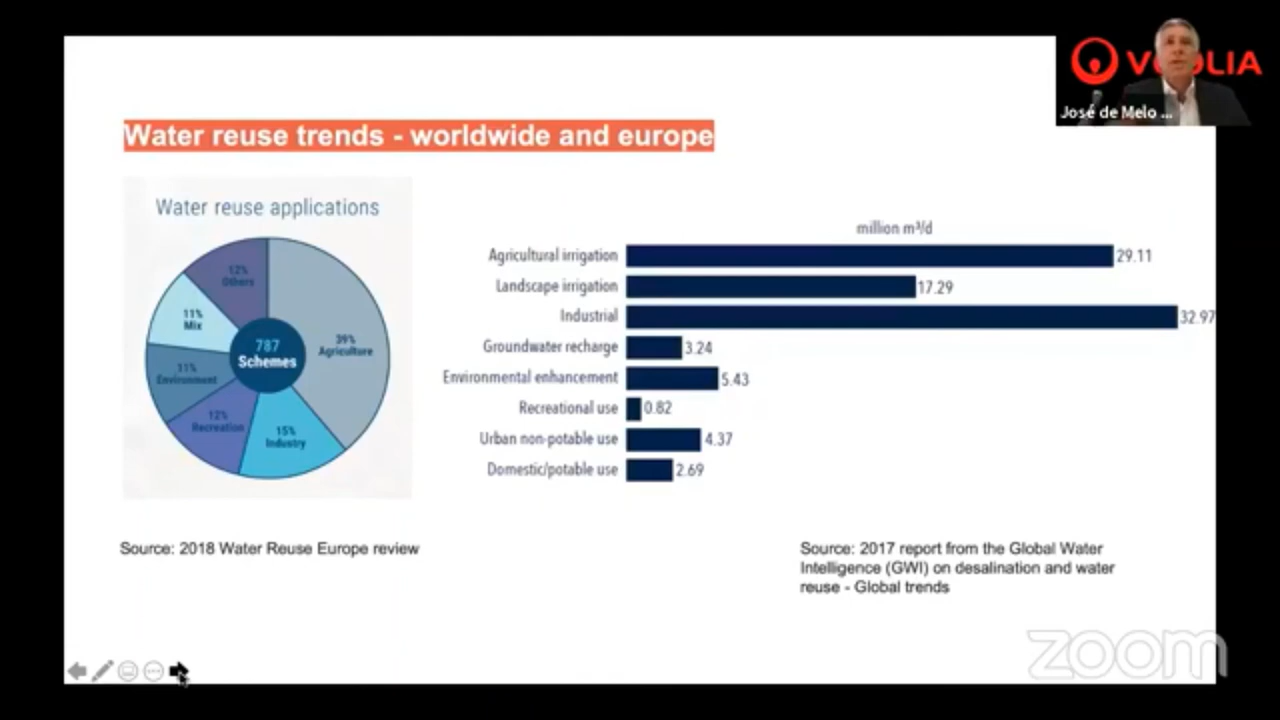 VEOLIA
José de Melo ...
Water reuse trends - worldwide and europe
Water reuse applications
12%
Others
11%
Mix
39%
Agriculture
787
Schemes
11%
Environment
12%
Recreation
15%
Industry
million m³/d
Agricultural irrigation 29.11
Landscape irrigation 17.29
Industrial 32.97
Groundwater recharge 3.24
Environmental enhancement 5.43
Recreational use 0.82
Urban non-potable use 4.37
Domestic/potable use 2.69
Source: 2018 Water Reuse Europe review
Source: 2017 report from the Global Water
Intelligence (GWI) on desalination and water
reuse - Global trends
zoom